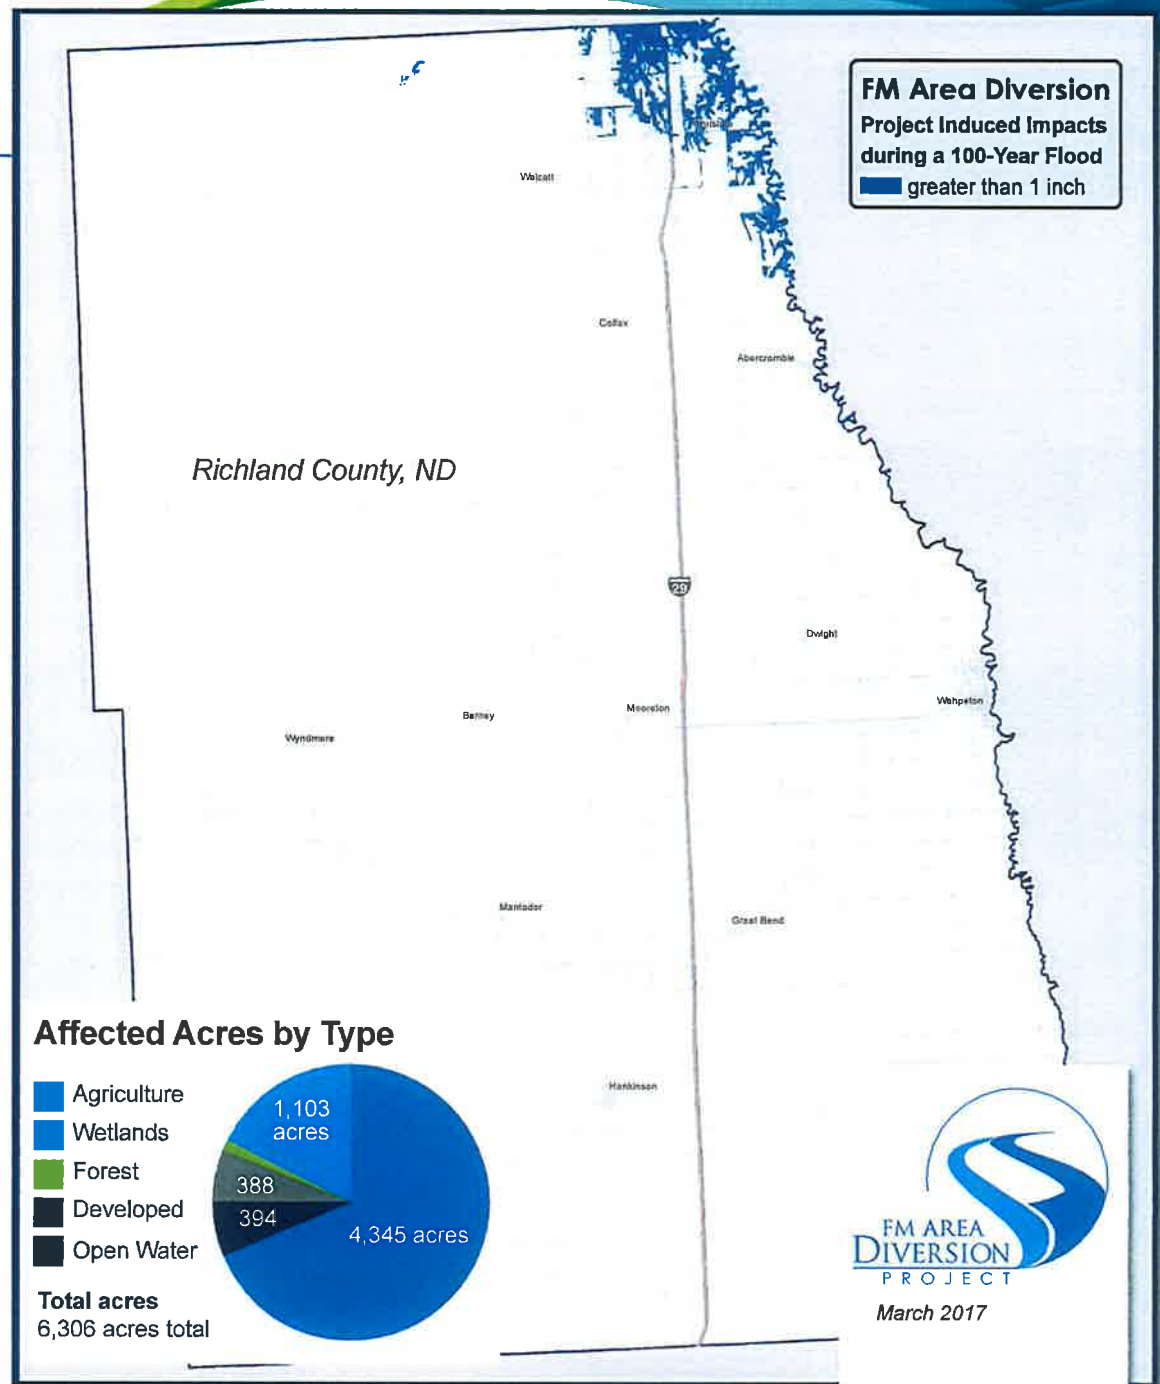 FM Area Diversion
Project Induced Impacts
during a 100-Year Flood
greater than 1 inch
Walcott
Colfax
Abercrombie
Richland County, ND
29
Dwight
Wahpeton
Mooreton
Barney
Wyndmere
Mantador
Great Bend
Hankinson
Affected Acres by Type
Agriculture
Wetlands
Forest
Developed
Open Water
1,103
acres
388
394
4,345 acres
Total acres
6,306 acres total
FM AREA
DIVERSION
PROJECT
March 2017